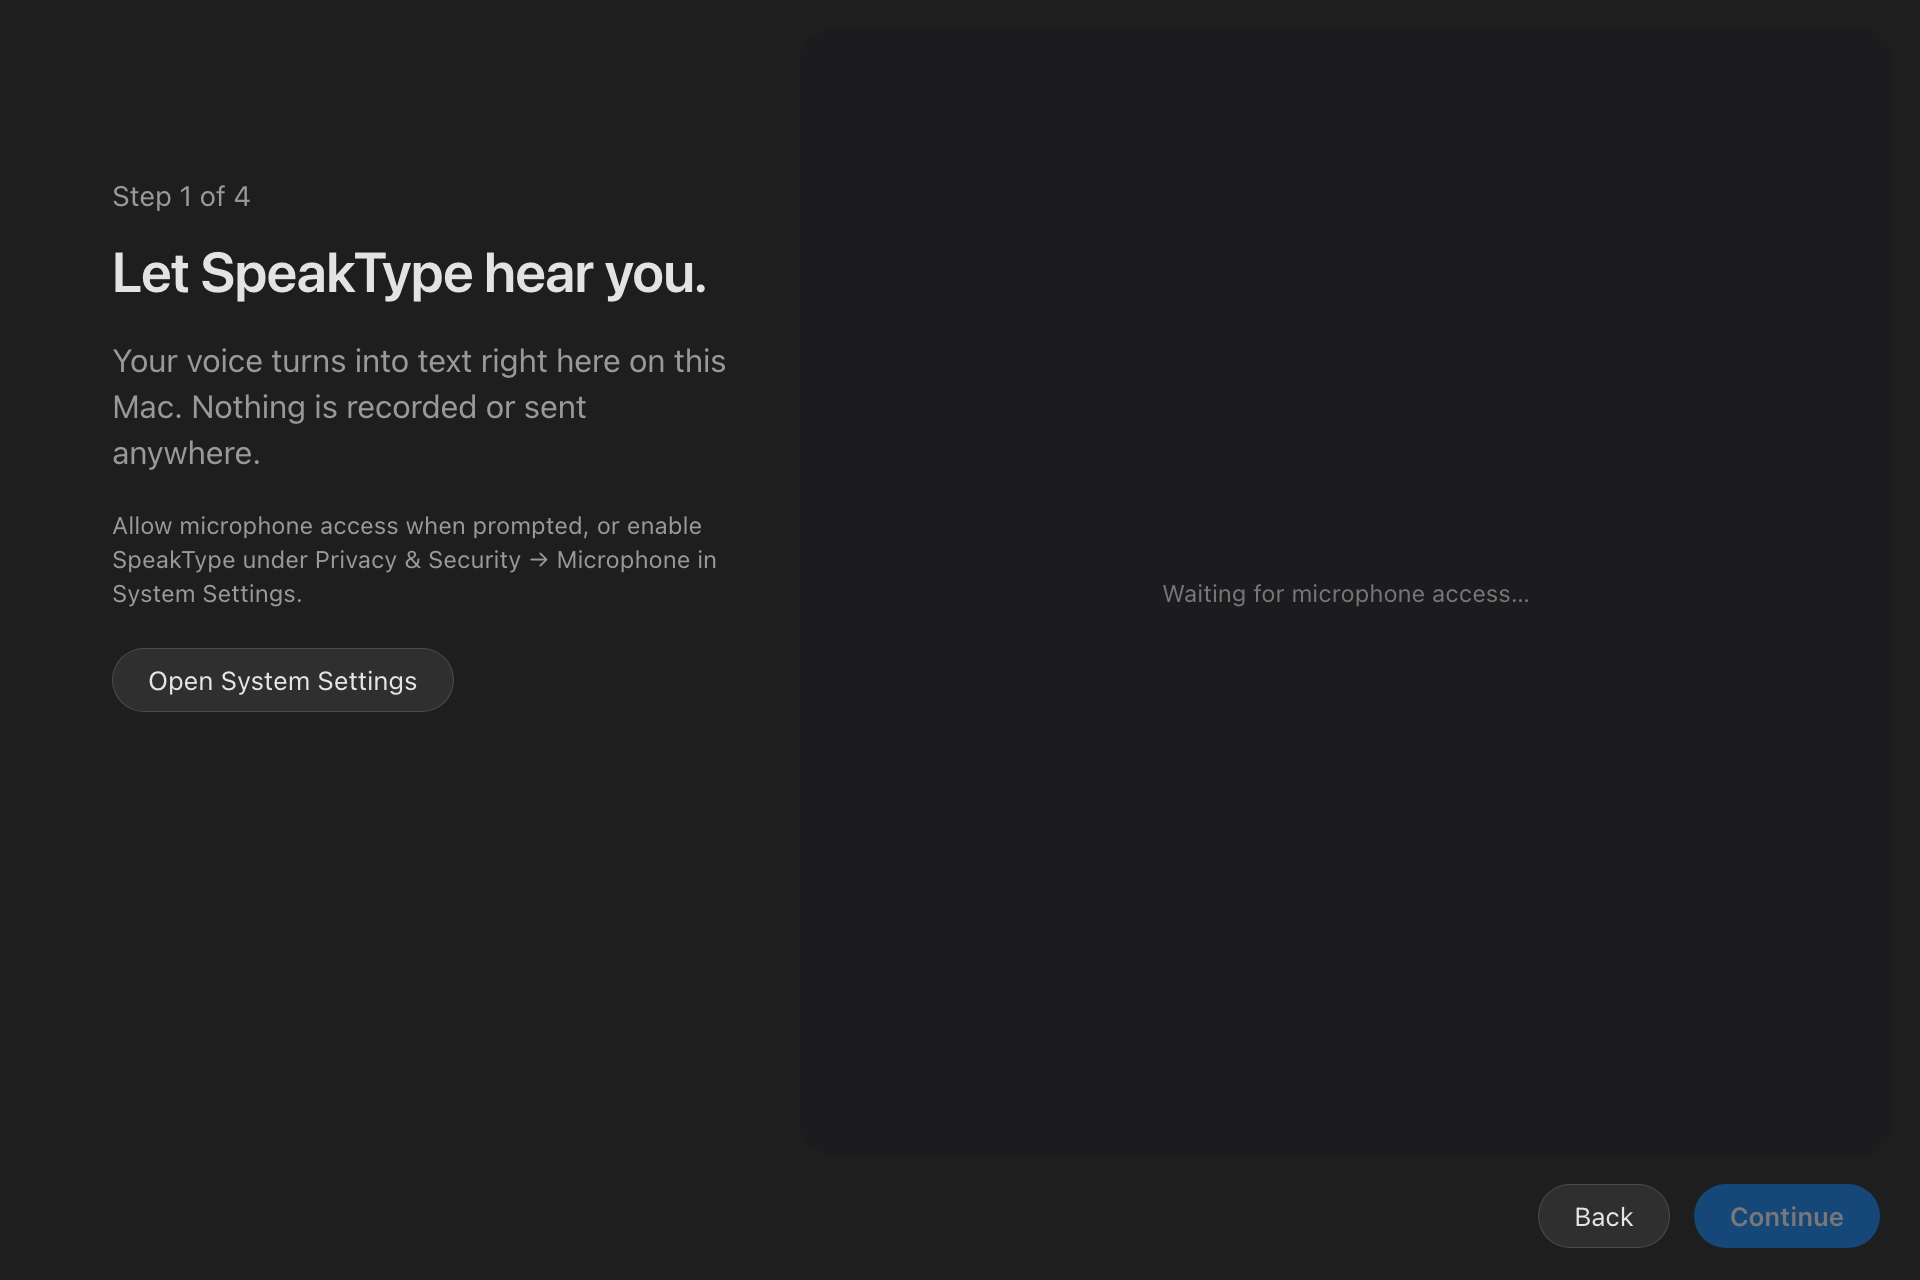 Step 1 of 4
Let SpeakType hear you.
Your voice turns into text right here on this
Mac. Nothing is recorded or sent
anywhere.
Allow microphone access when prompted, or enable
SpeakType under Privacy & Security → Microphone in
System Settings.
Open System Settings
Waiting for microphone access…
Back
Continue